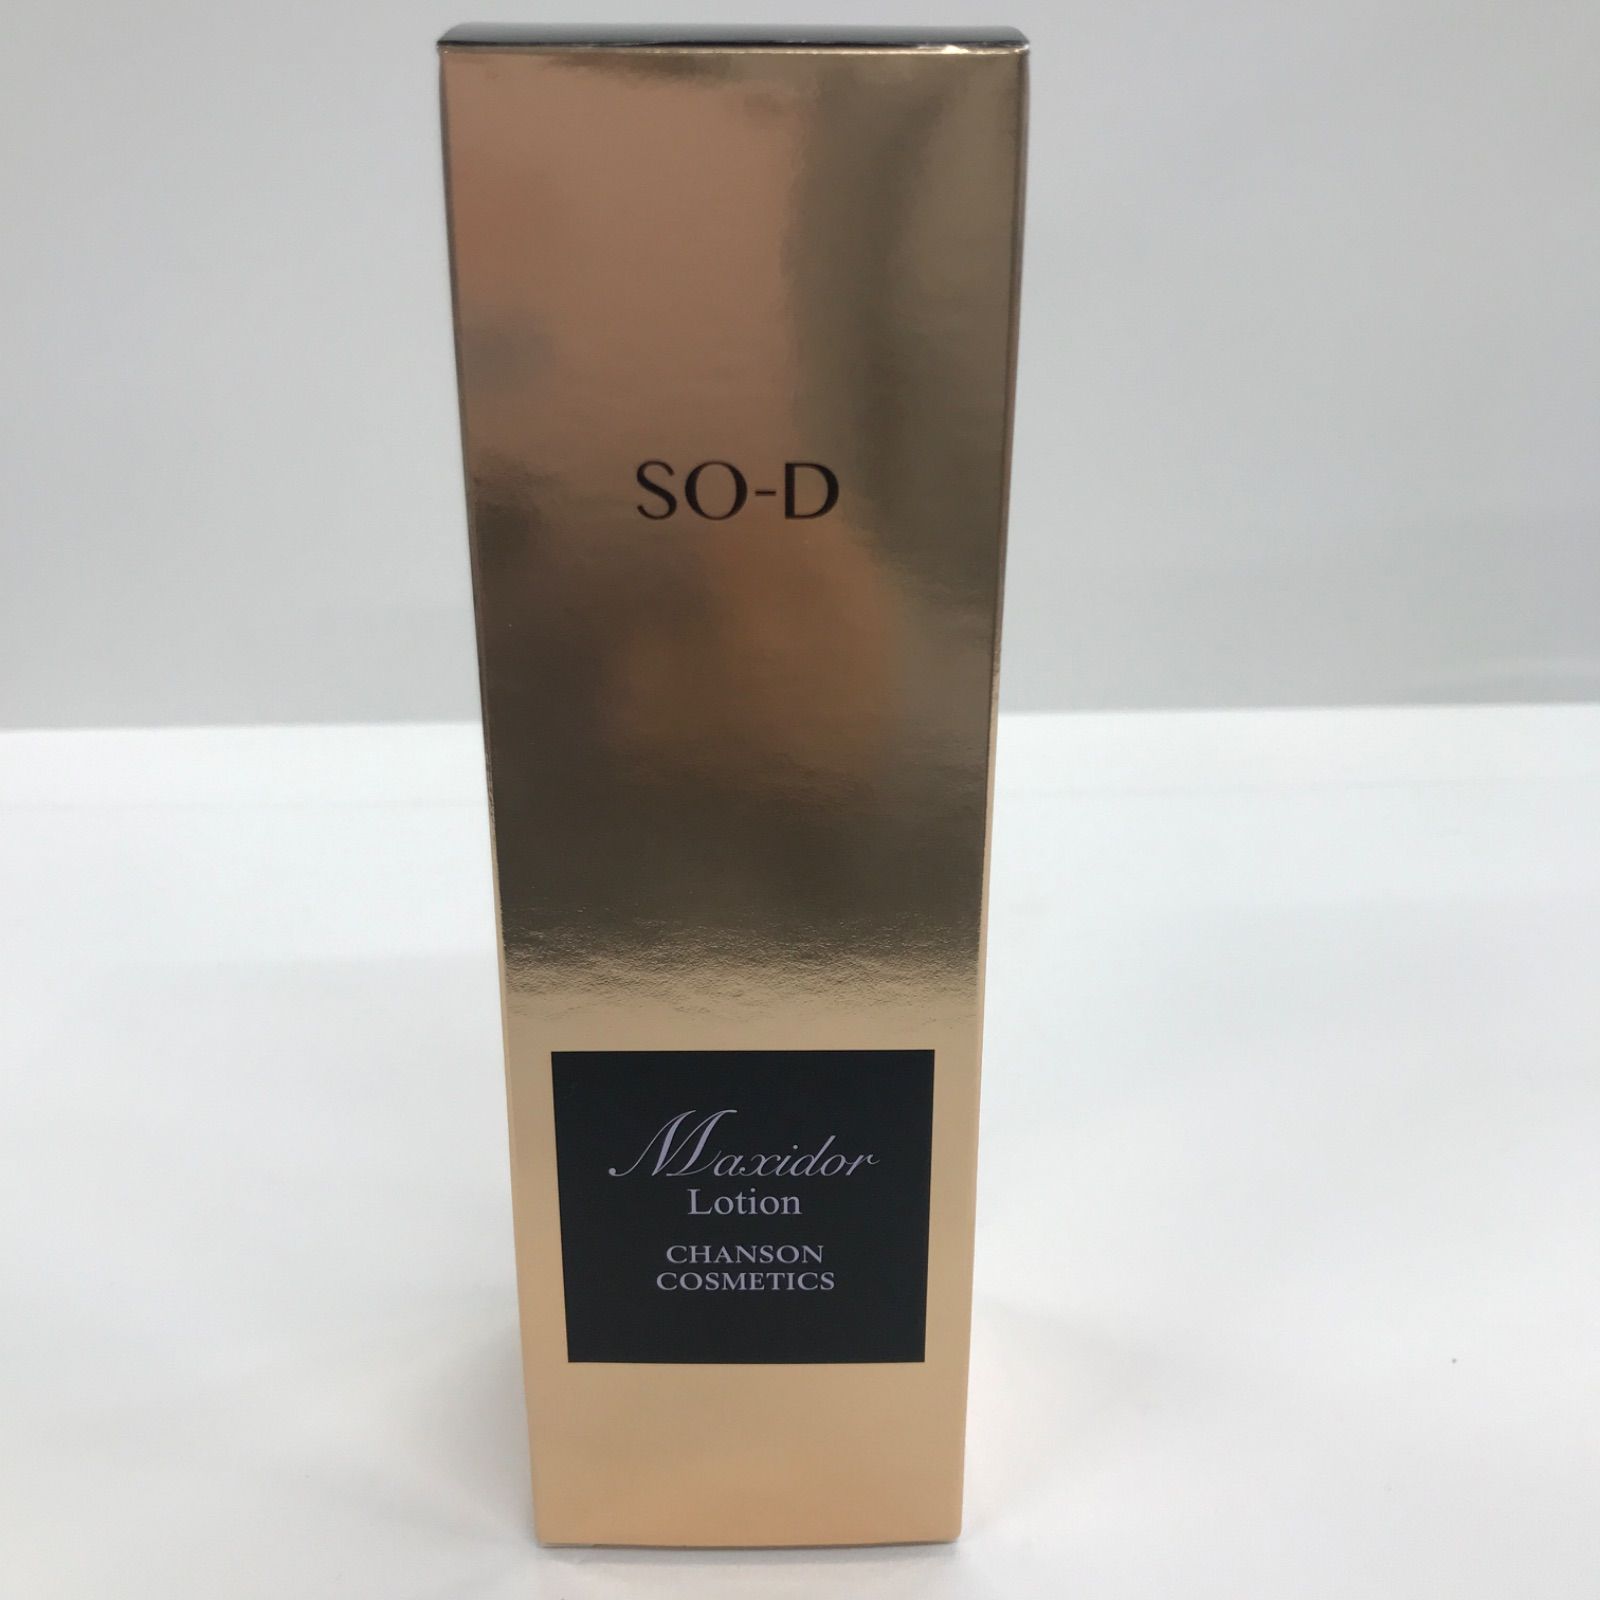 SO-D
Maxidor
Lotion
CHANSON
COSMETICS